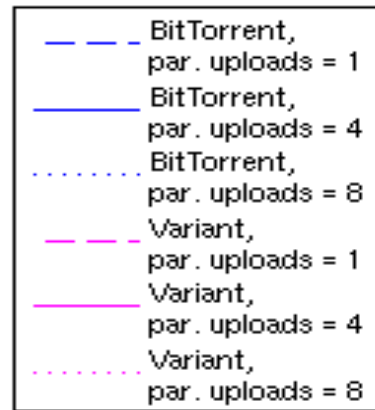 BitTorrent,
par. uploads = 1
BitTorrent,
par. uploads = 4
BitTorrent,
par. uploads = 8
Variant,
par. uploads = 1
Variant,
par. uploads = 4
Variant,
par. uploads = 8